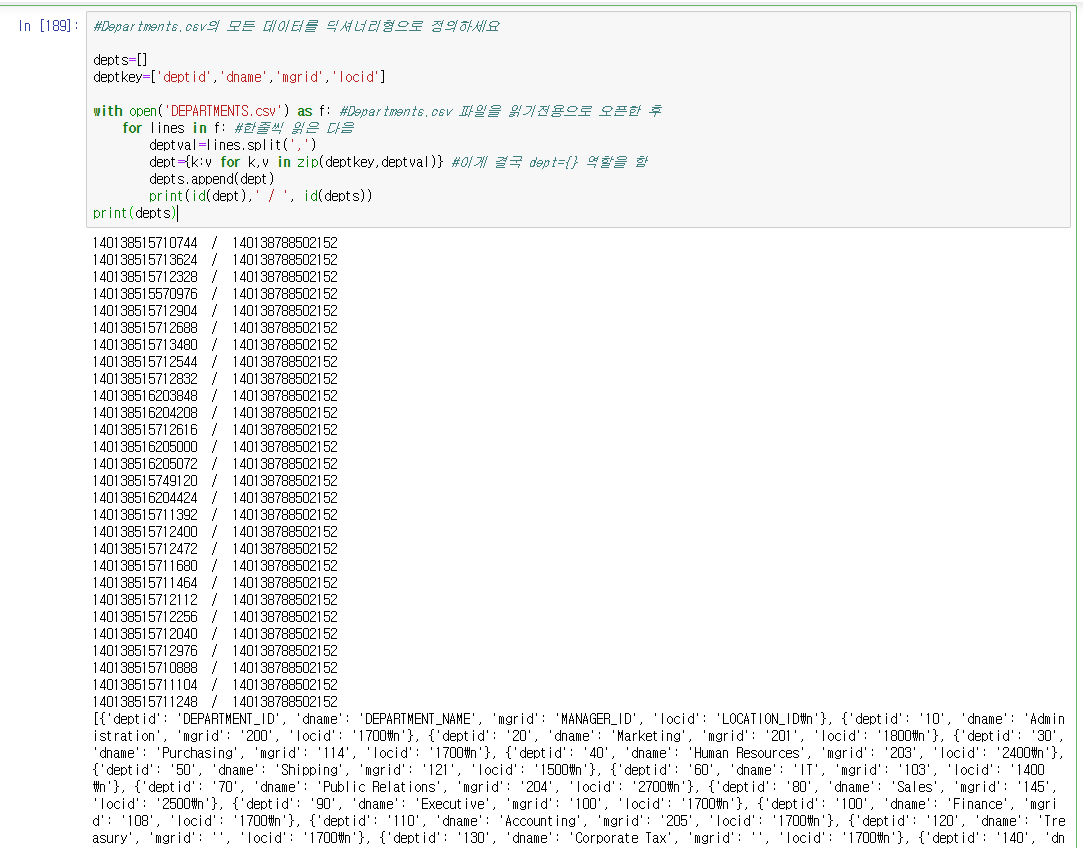 In [189]: #Departments.csv의 모든 데이터를 딕셔너리형으로 정의하세요
depts=[]
deptkey=['deptid','dname','mgrid','locid']
with open('DEPARTMENTS.csv') as f: #Departments.csv 파일을 읽기전용으로 오픈한 후
for lines in f: #한줄씩 읽은 다음
deptval=lines.split(',')
dept={k:v for k,v in zip(deptkey,deptval)} #이게 결국 dept={} 역할을 함
depts.append(dept)
print(id(dept),' / ', id(depts))
print(depts)
140138515710744 / 140138788502152
140138515713624 / 140138788502152
140138515712328 / 140138788502152
140138515570976 / 140138788502152
140138515712904 / 140138788502152
140138515712688 / 140138788502152
140138515713480 / 140138788502152
140138515712544 / 140138788502152
140138515712832 / 140138788502152
140138516203848 / 140138788502152
140138516204208 / 140138788502152
140138515712616 / 140138788502152
140138516205000 / 140138788502152
140138516205072 / 140138788502152
140138515749120 / 140138788502152
140138516204424 / 140138788502152
140138515711392 / 140138788502152
140138515712400 / 140138788502152
140138515712472 / 140138788502152
140138515711680 / 140138788502152
140138515711464 / 140138788502152
140138515712112 / 140138788502152
140138515712256 / 140138788502152
140138515712040 / 140138788502152
140138515712976 / 140138788502152
140138515710888 / 140138788502152
140138515711104 / 140138788502152
140138515711248 / 140138788502152
[{'deptid': 'DEPARTMENT_ID', 'dname': 'DEPARTMENT_NAME', 'mgrid': 'MANAGER_ID', 'locid': 'LOCATION_ID₩n'}, {'deptid': '10', 'dname': 'Admin
istration', 'mgrid': '200', 'locid': '1700₩n'}, {'deptid': '20', 'dname': 'Marketing', 'mgrid': '201', 'locid': '1800₩n'}, {'deptid': '30',
'dname': 'Purchasing', 'mgrid': '114', 'locid': '1700₩n'}, {'deptid': '40', 'dname': 'Human Resources', 'mgrid': '203', 'locid': '2400₩n'},
{'deptid': '50', 'dname': 'Shipping', 'mgrid': '121', 'locid': '1500₩n'}, {'deptid': '60', 'dname': 'IT', 'mgrid': '103', 'locid': '1400
₩n'}, {'deptid': '70', 'dname': 'Public Relations', 'mgrid': '204', 'locid': '2700₩n'}, {'deptid': '80', 'dname': 'Sales', 'mgrid': '145',
'locid': '2500₩n'}, {'deptid': '90', 'dname': 'Executive', 'mgrid': '100', 'locid': '1700₩n'}, {'deptid': '100', 'dname': 'Finance', 'mgri
d': '108', 'locid': '1700₩n'}, {'deptid': '110', 'dname': 'Accounting', 'mgrid': '205', 'locid': '1700₩n'}, {'deptid': '120', 'dname': 'Tre
asury', 'mgrid': '', 'locid': '1700₩n'}, {'deptid': '130', 'dname': 'Corporate Tax', 'mgrid': '', 'locid': '1700₩n'}, {'deptid': '140', 'dn